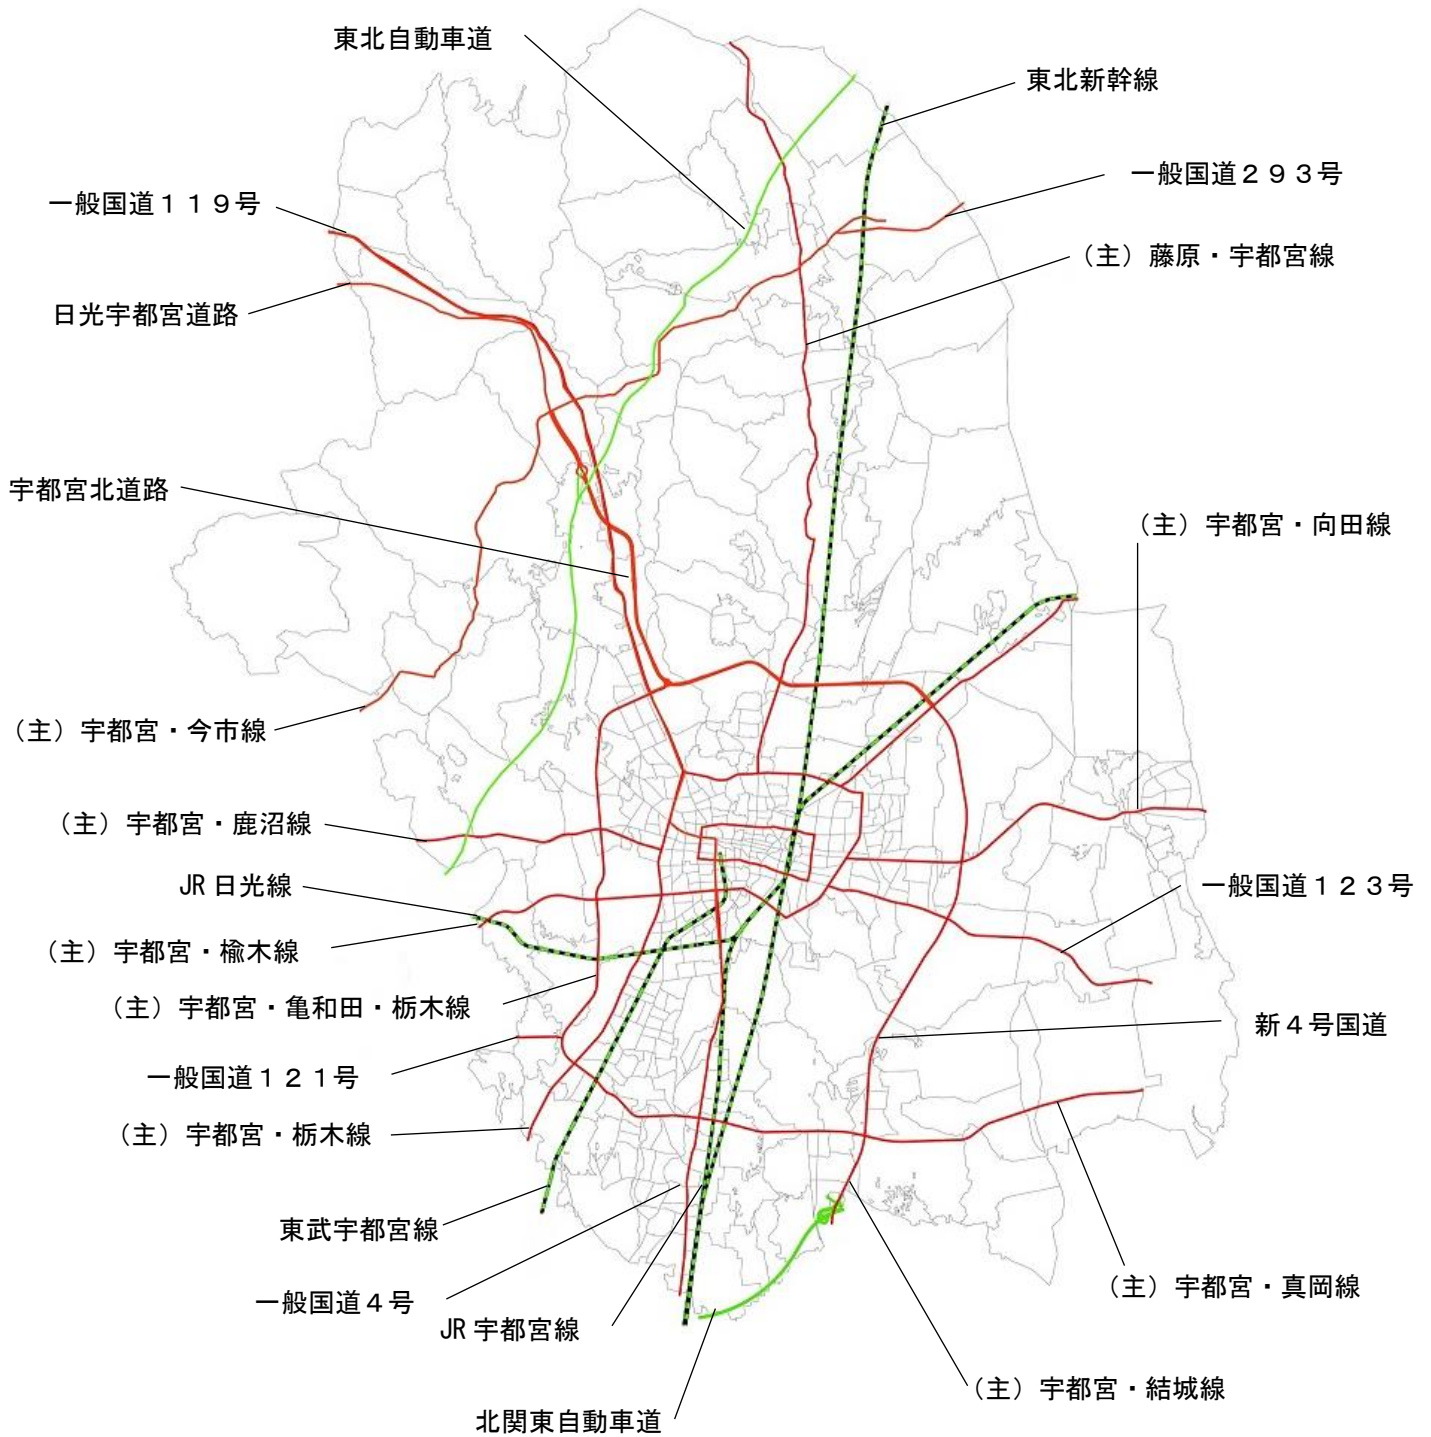 東北自動車道
東北新幹線
一般国道２９３号
一般国道１１９号
（主）藤原・宇都宮線
日光宇都宮道路
宇都宮北道路
（主）宇都宮・向田線
（主）宇都宮・今市線
（主）宇都宮・鹿沼線
JR日光線
一般国道１２３号
（主）宇都宮・楡木線
（主）宇都宮・亀和田・栃木線
新４号国道
一般国道１２１号
（主）宇都宮・栃木線
東武宇都宮線
（主）宇都宮・真岡線
一般国道４号
JR宇都宮線
（主）宇都宮・結城線
北関東自動車道